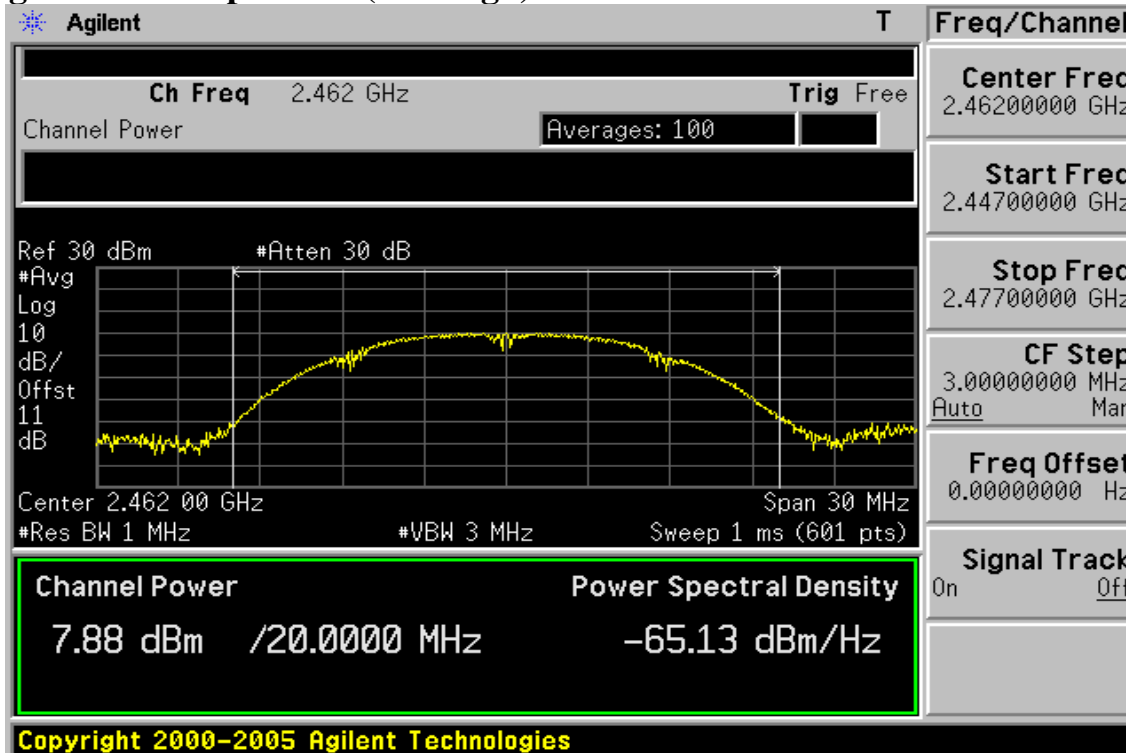 Agilent T
Ch Freq 2.462 GHz Trig Free
Channel Power Averages: 100
Ref 30 dBm #Atten 30 dB
#Avg
Log
10
dB/
Offst
11
dB
Center 2.462 00 GHz Span 30 MHz
#Res BW 1 MHz #VBW 3 MHz Sweep 1 ms (601 pts)
Channel Power Power Spectral Density
7.88 dBm /20.0000 MHz -65.13 dBm/Hz
Copyright 2000-2005 Agilent Technologies
Freq/Channel
Center Freq
2.46200000 GHz
Start Freq
2.44700000 GHz
Stop Freq
2.47700000 GHz
CF Step
3.00000000 MHz
Auto Man
Freq Offset
0.00000000 Hz
Signal Track
On Off